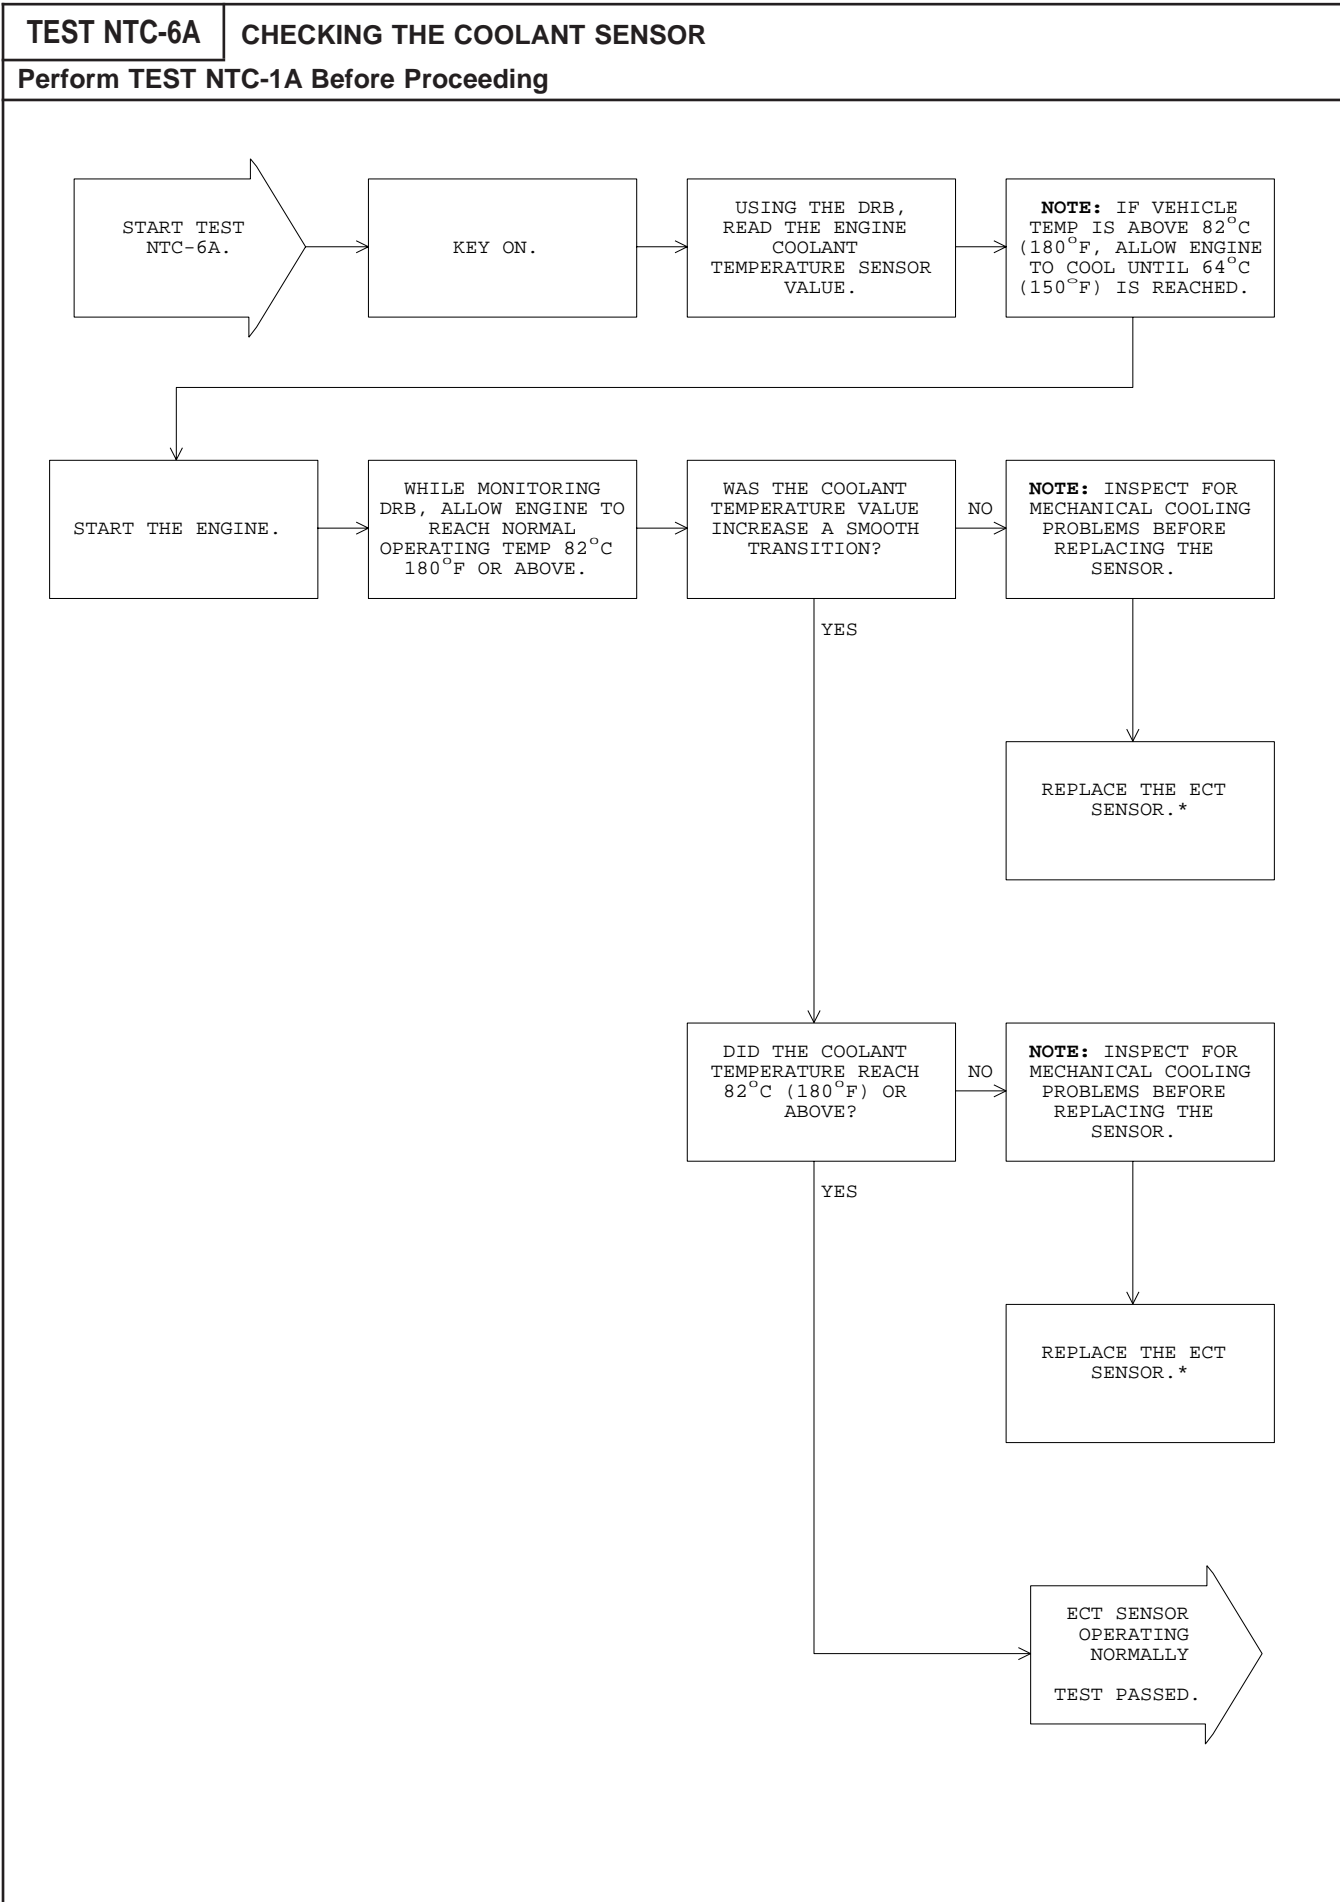 TEST NTC-6A
CHECKING THE COOLANT SENSOR
Perform TEST NTC-1A Before Proceeding
START TEST
NTC-6A.
KEY ON.
USING THE DRB,
READ THE ENGINE
COOLANT
TEMPERATURE SENSOR
VALUE.
NOTE: IF VEHICLE
TEMP IS ABOVE 82°C
(180°F, ALLOW ENGINE
TO COOL UNTIL 64°C
(150°F) IS REACHED.
START THE ENGINE.
WHILE MONITORING
DRB, ALLOW ENGINE TO
REACH NORMAL
OPERATING TEMP 82°C
180°F OR ABOVE.
WAS THE COOLANT
TEMPERATURE VALUE
INCREASE A SMOOTH
TRANSITION?
NO
NOTE: INSPECT FOR
MECHANICAL COOLING
PROBLEMS BEFORE
REPLACING THE
SENSOR.
YES
REPLACE THE ECT
SENSOR.*
DID THE COOLANT
TEMPERATURE REACH
82°C (180°F) OR
ABOVE?
NO
NOTE: INSPECT FOR
MECHANICAL COOLING
PROBLEMS BEFORE
REPLACING THE
SENSOR.
YES
REPLACE THE ECT
SENSOR.*
ECT SENSOR
OPERATING
NORMALLY
TEST PASSED.